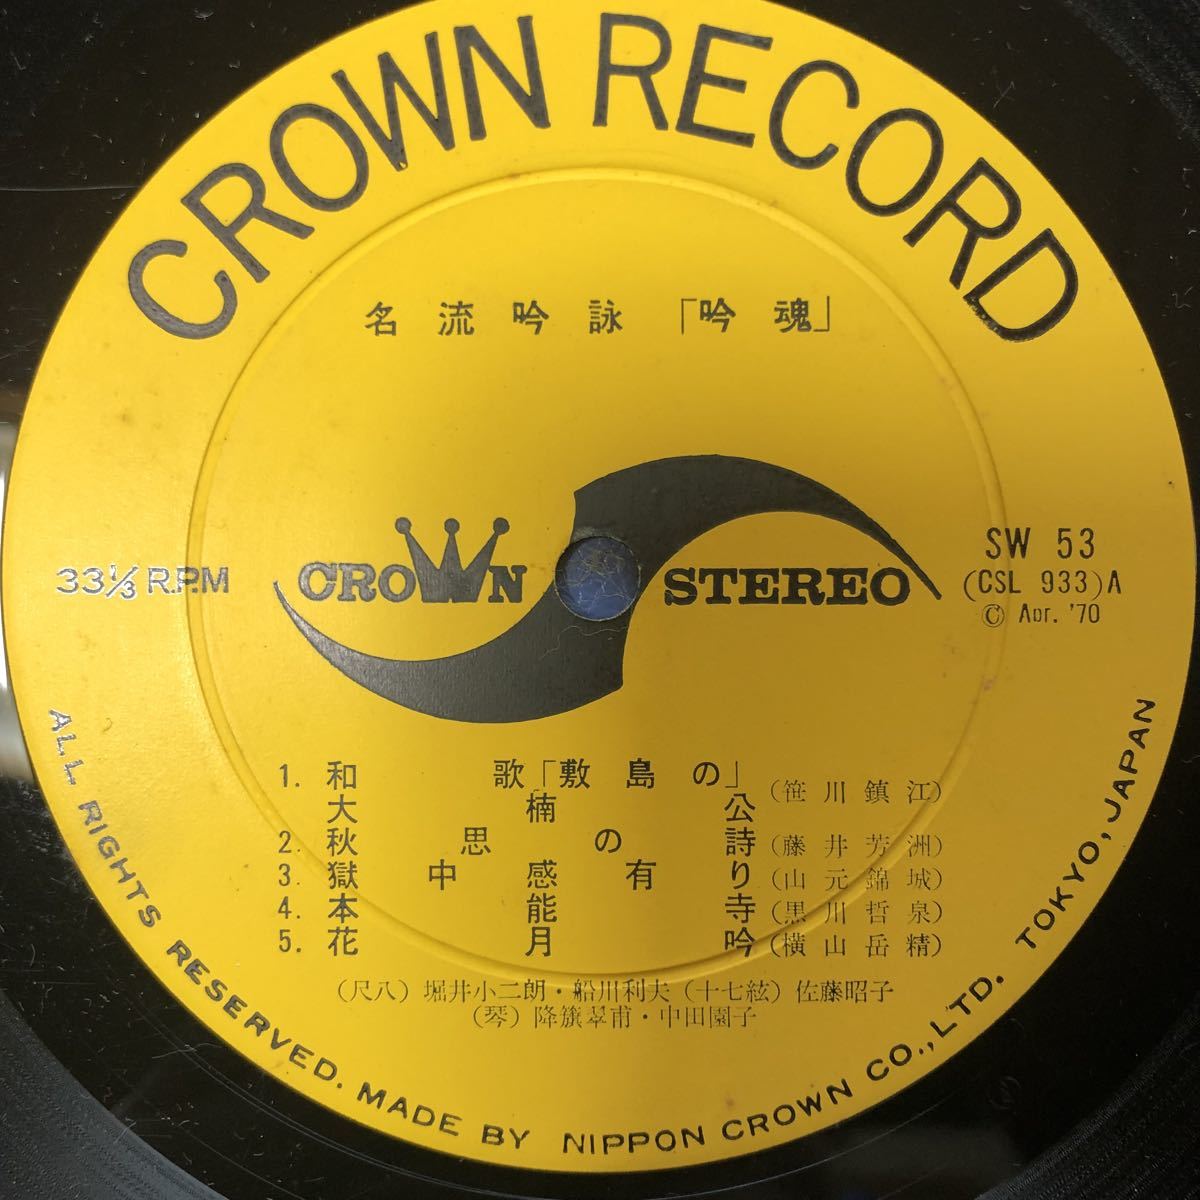 CROWN RECORD
名流吟詠「吟魂」
33⅓ R.P.M
CROWN STEREO
SW 53
(CSL 933) A
© Apr. '70
1. 和歌「敷島の」
大楠公 (笹川鎮江)
2. 秋思の詩 (藤井芳洲)
3. 獄中感有り (山元錦城)
4. 本能寺 (黒川哲泉)
5. 花月吟 (横山岳精)
(尺八) 堀井小二朗・船川利夫 (十七絃) 佐藤昭子
(琴) 降籏翠甫・中田園子
ALL RIGHTS RESERVED. MADE BY NIPPON CROWN CO., LTD. TOKYO, JAPAN